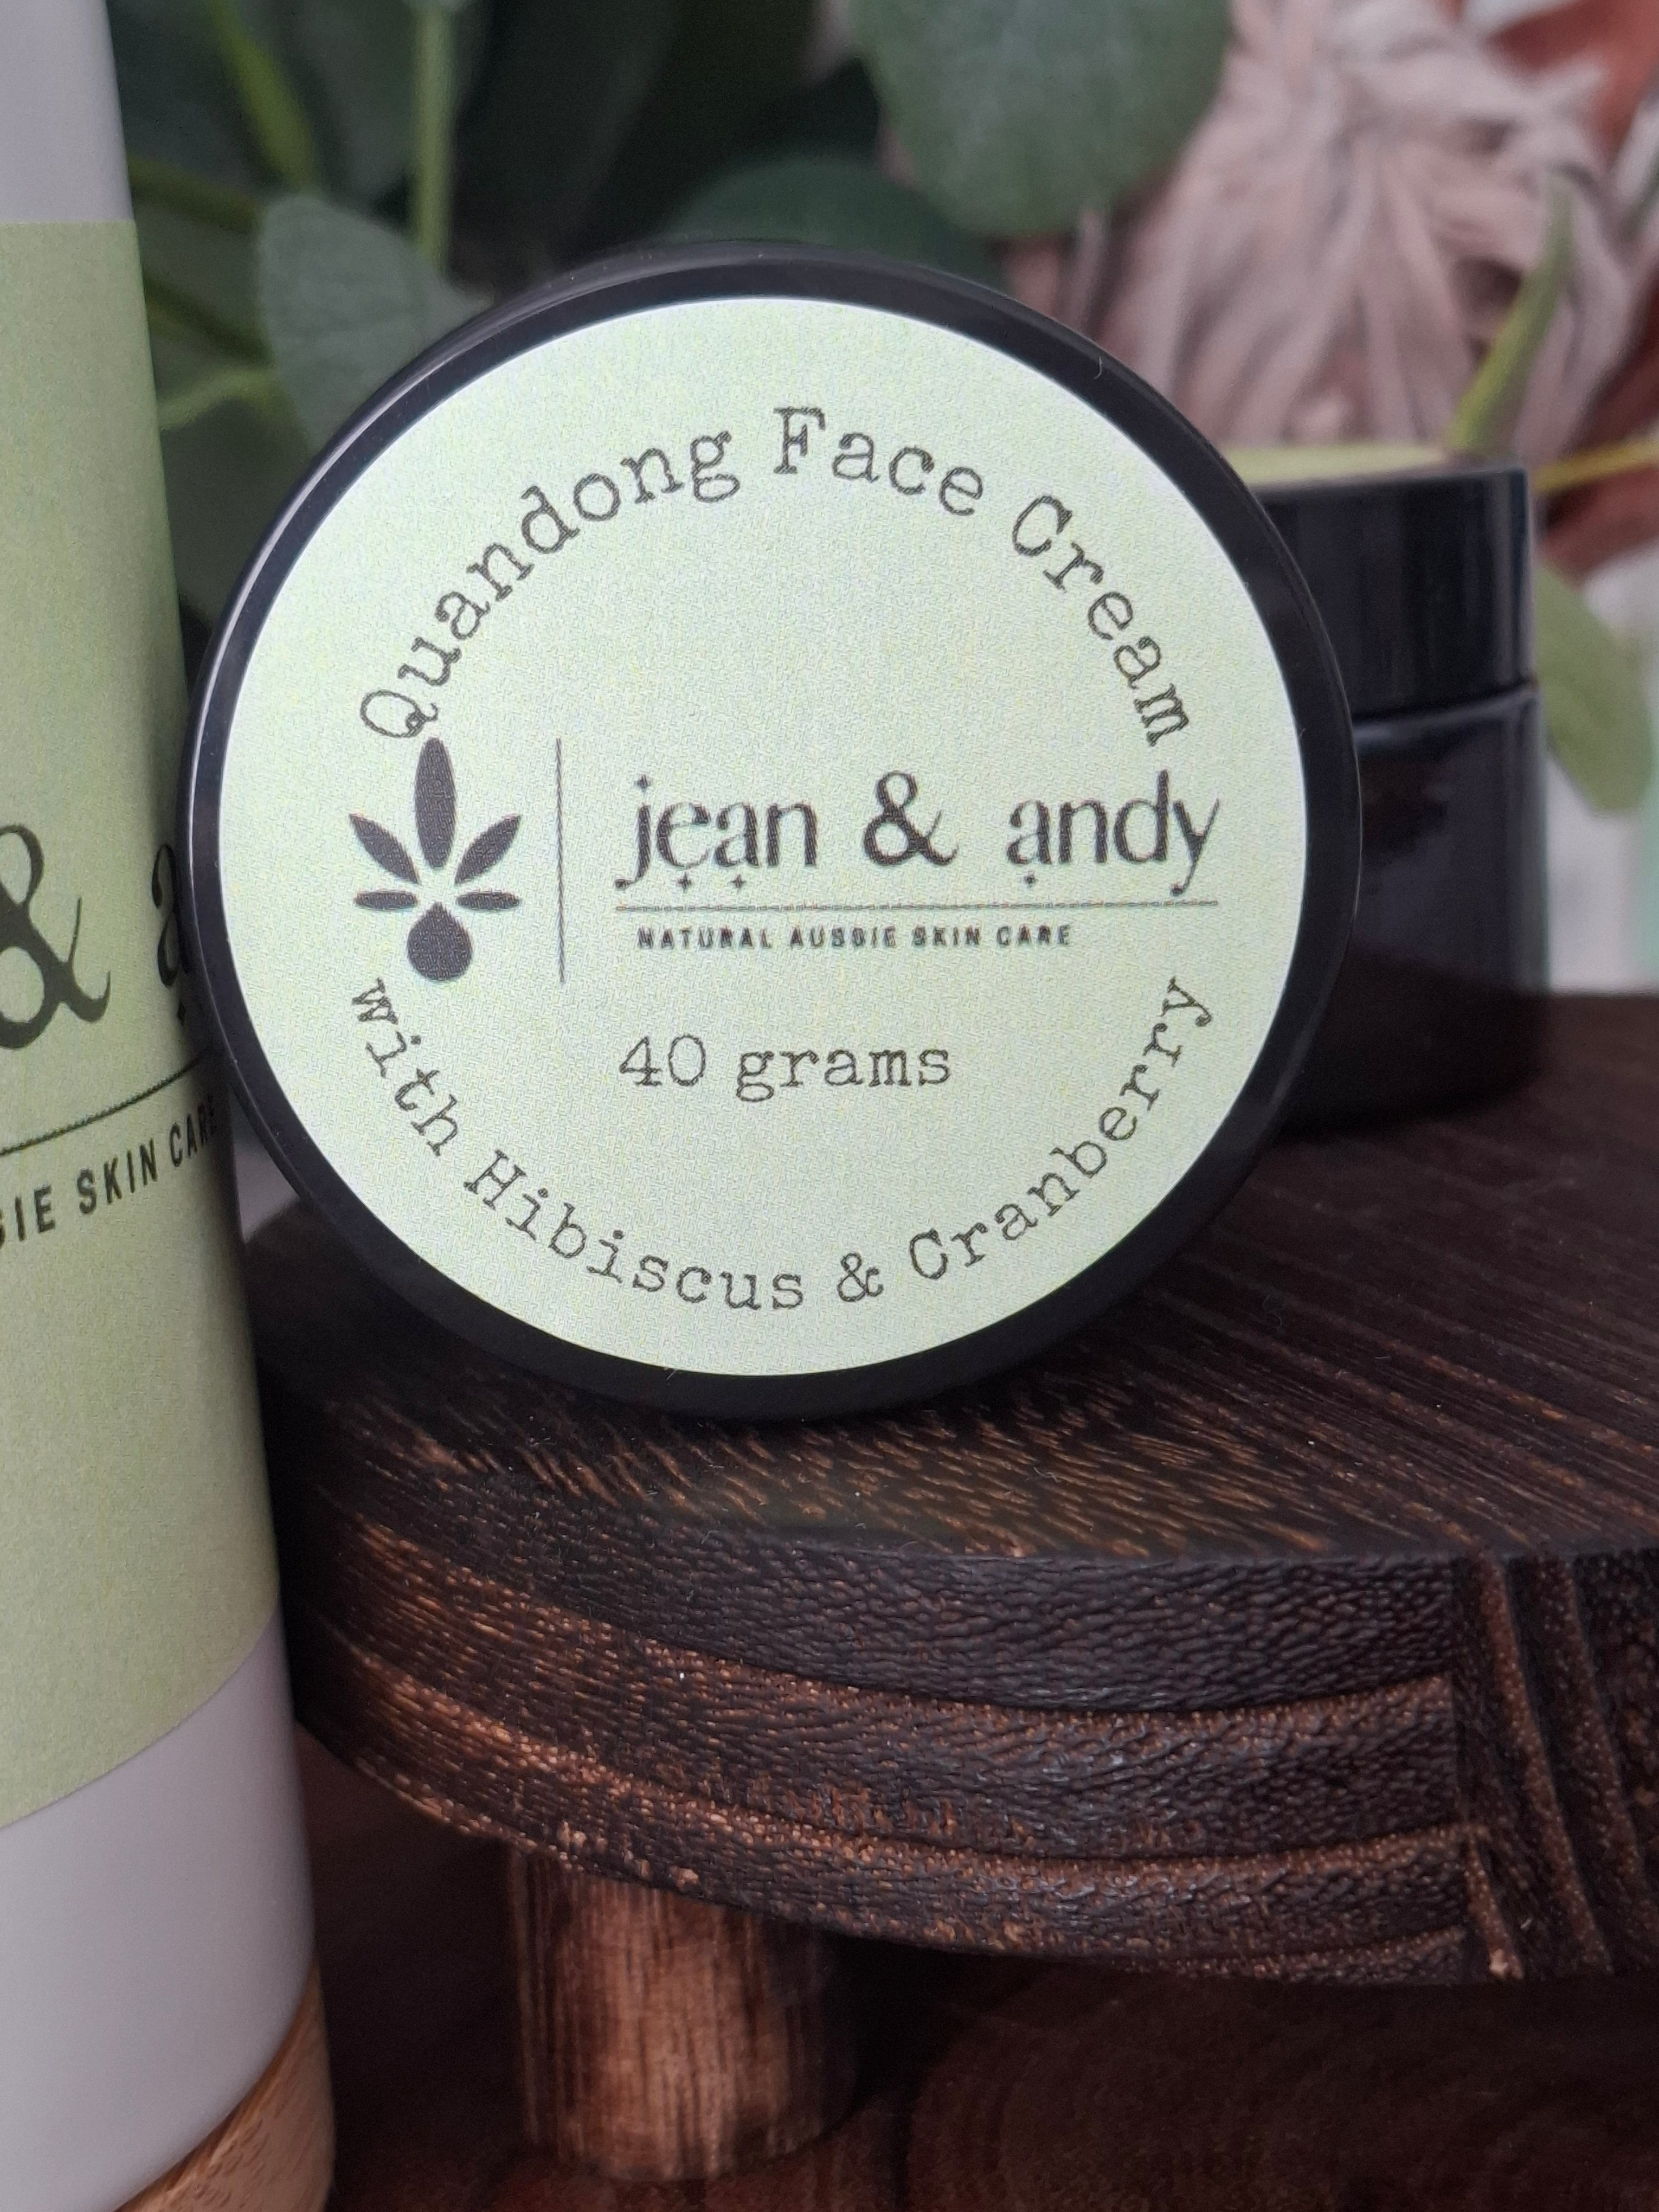 Quandong Face Cream
jean & andy
NATURAL AUSSIE SKIN CARE
40 grams
with Hibiscus & Cranberry
& a
SIE SKIN CARE